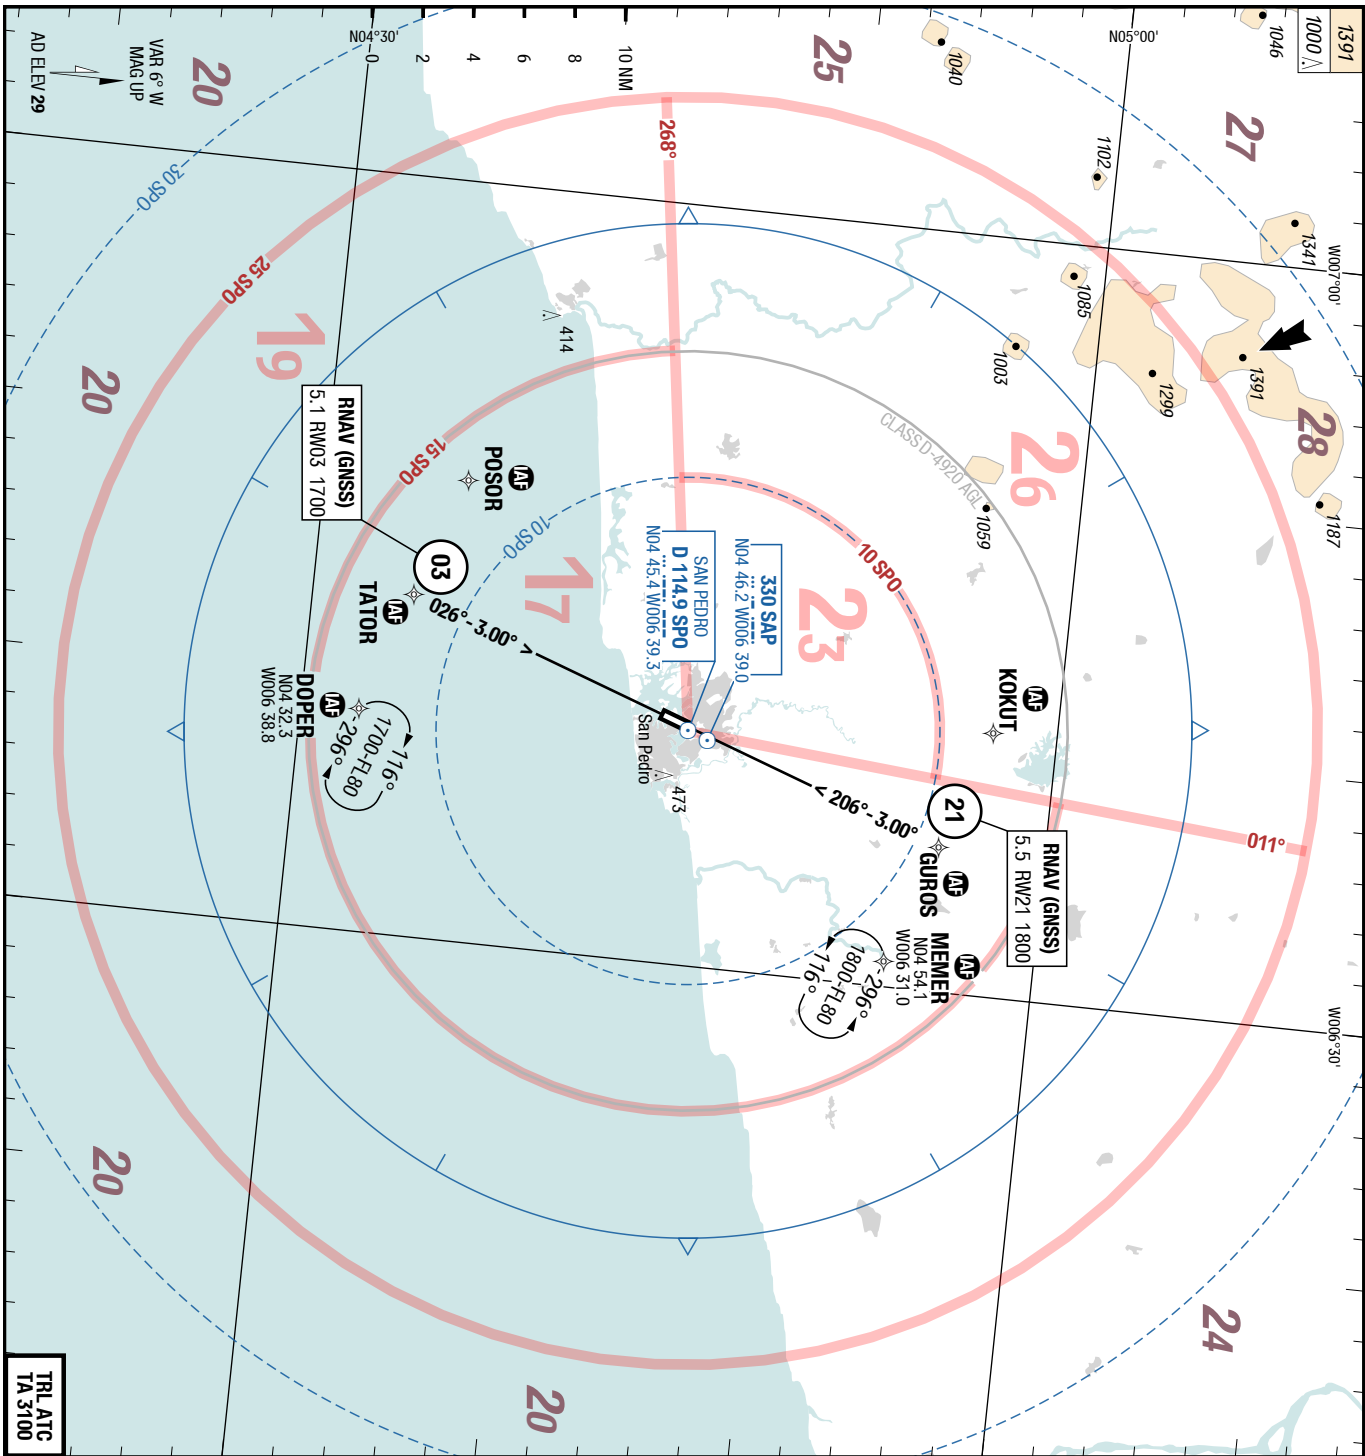 1391
1000
1046
N05°00'
1040
25
10 NM
8
6
4
2
0
N04°30'
VAR 6° W
MAG UP
20
AD ELEV 29
27
1102
1341
W007°00'
268°
30 SPO
25 SPO
1085
1391
1299
1003
28
1187
414
19
20
CLASS D-4920 AGL
26
1059
RNAV (GNSS)
5.1 RW03 1700
15 SPO
IAF
POSOR
10 SPO
10 SPO
17
23
330 SAP
N04 46.2 W006 39.0
SAN PEDRO
D 114.9 SPO
N04 45.4 W006 39.3
03
026°-3.00° >
TATOR
IAF
IAF
KOKUT
DOPER
IAF
N04 32.3
W006 38.8
116°
1700-FL80
296°
San Pedro
473
< 206°-3.00°
21
011°
RNAV (GNSS)
5.5 RW21 1800
IAF
GUROS
IAF
MEMER
N04 54.1
W006 31.0
296°
1800-FL80
116°
W006°30'
20
20
24
TRL ATC
TA 3100